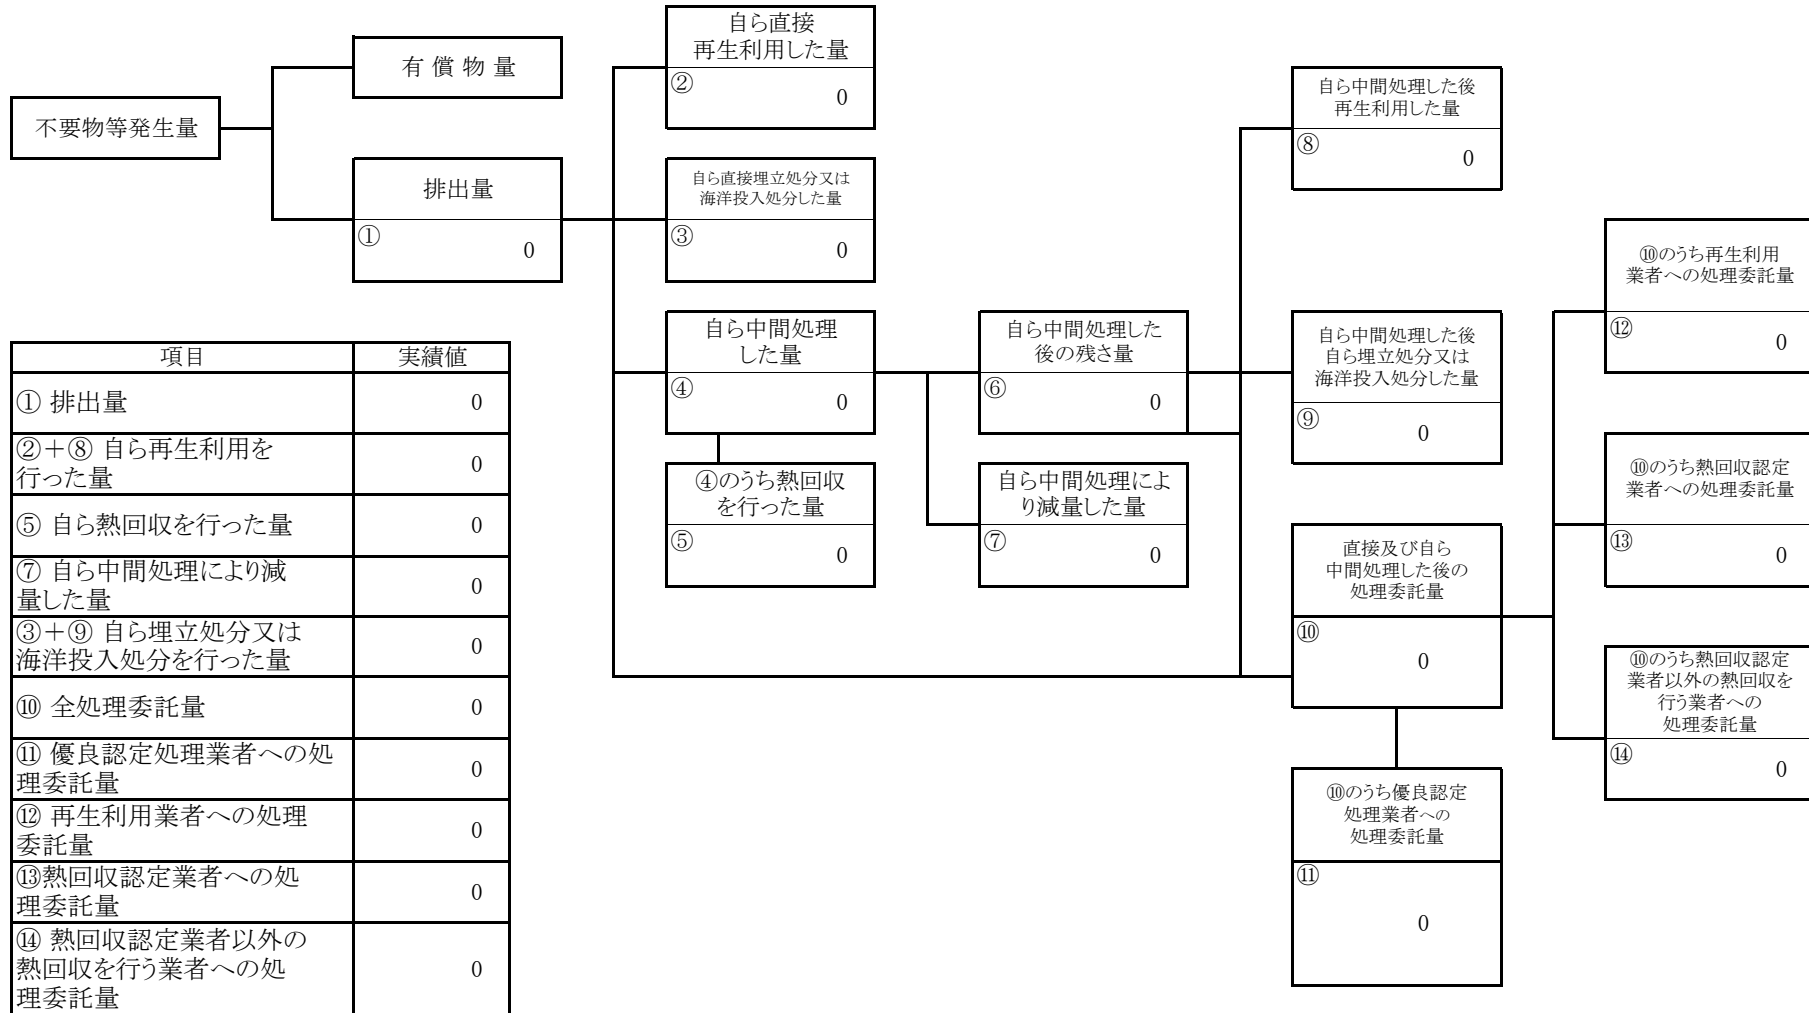 自ら直接
再生利用した量
②
0
有 償 物 量
不要物等発生量
排出量
①
0
自ら直接埋立処分又は
海洋投入処分した量
③
0
自ら中間処理した後
再生利用した量
⑧
0
自ら中間処理
した量
④
0
自ら中間処理した
後の残さ量
⑥
0
自ら中間処理した後
自ら埋立処分又は
海洋投入処分した量
⑨
0
⑩のうち再生利用
業者への処理委託量
⑫
0
④のうち熱回収
を行った量
⑤
0
自ら中間処理によ
り減量した量
⑦
0
直接及び自ら
中間処理した後の
処理委託量
⑩
0
⑩のうち熱回収認定
業者への処理委託量
⑬
0
⑩のうち熱回収認定
業者以外の熱回収を
行う業者への
処理委託量
⑭
0
⑩のうち優良認定
処理業者への
処理委託量
⑪
0
項目 実績値
① 排出量 0
②＋⑧ 自ら再生利用を
行った量 0
⑤ 自ら熱回収を行った量 0
⑦ 自ら中間処理により減
量した量 0
③＋⑨ 自ら埋立処分又は
海洋投入処分を行った量 0
⑩ 全処理委託量 0
⑪ 優良認定処理業者への処
理委託量 0
⑫ 再生利用業者への処理
委託量 0
⑬熱回収認定業者への処
理委託量 0
⑭ 熱回収認定業者以外の
熱回収を行う業者への処
理委託量 0